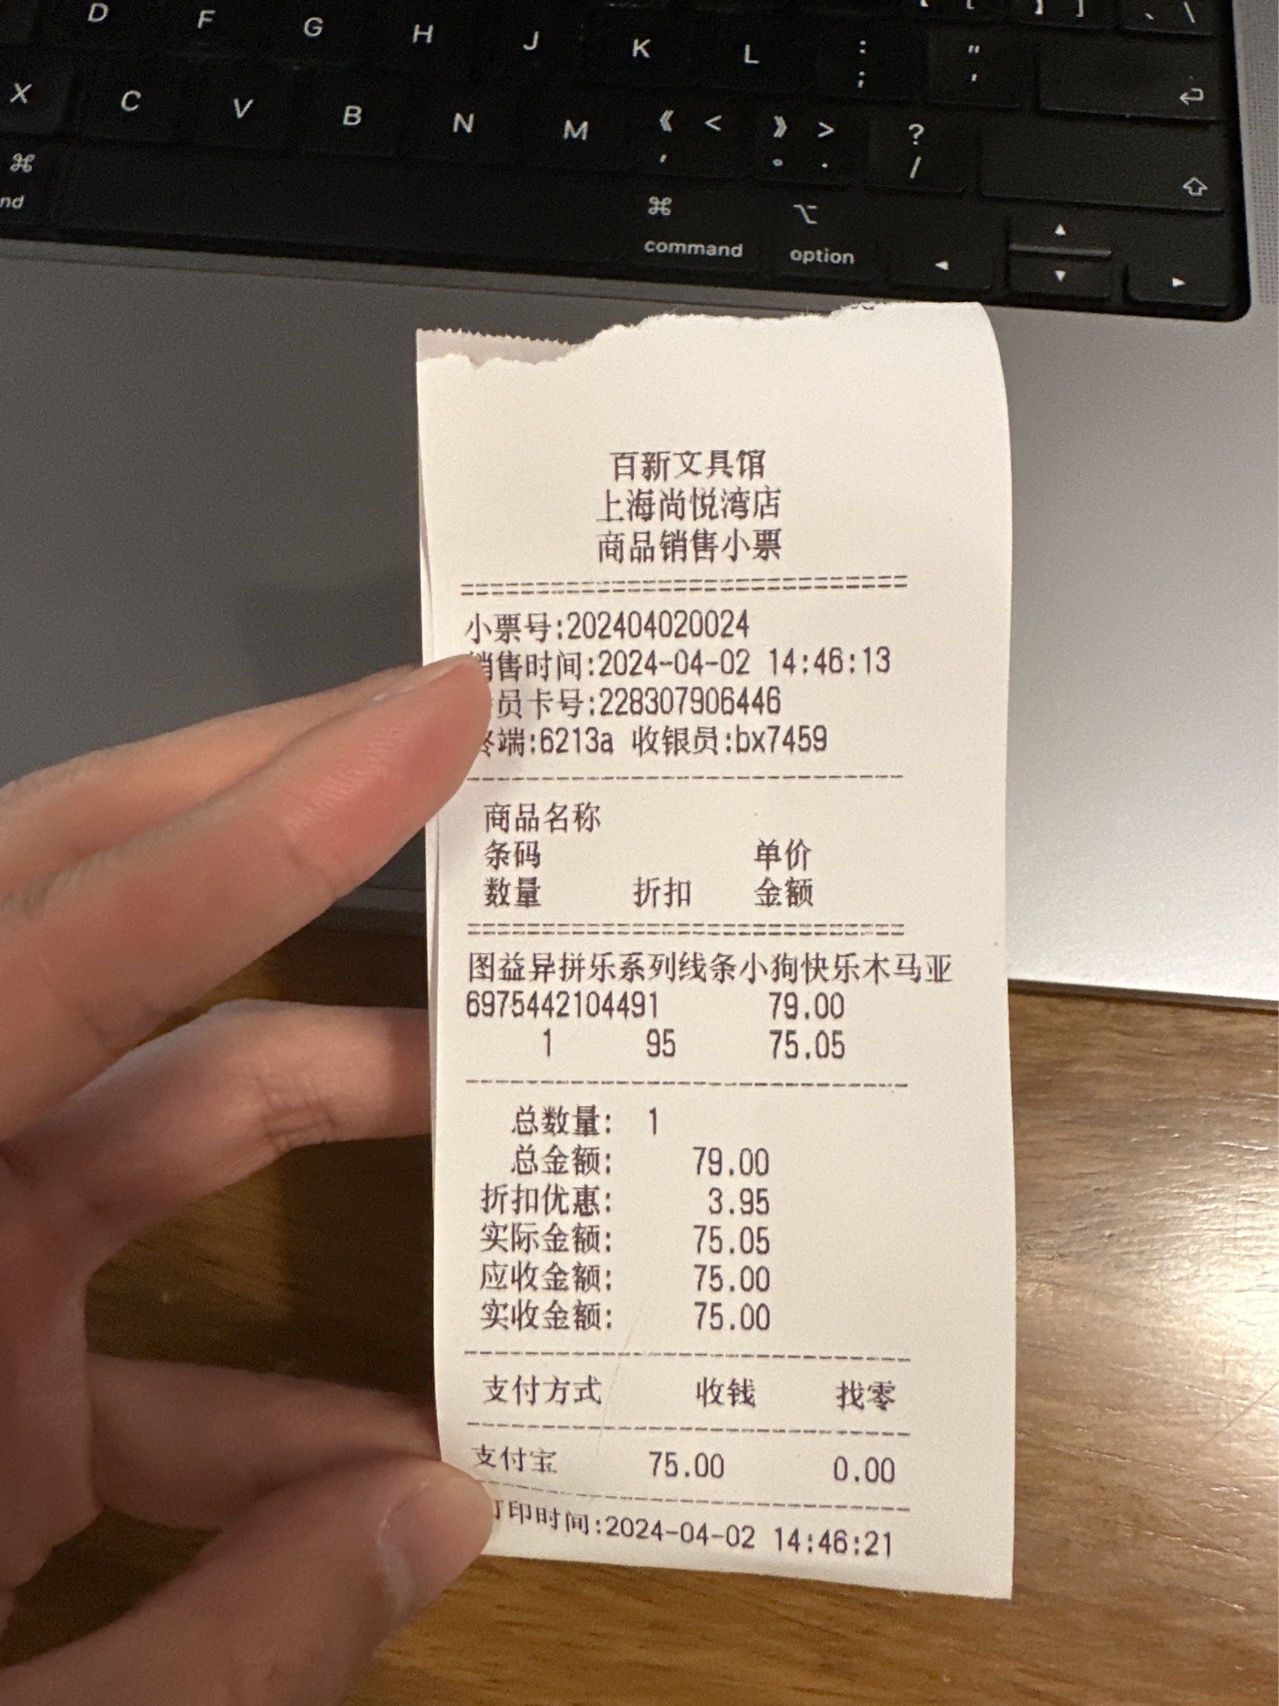 D F G H J K L : ; " '
X C V B N M 《 < , 》 > 。 . ? /
⌘ ⌘ ⌥
command option
百新文具馆
上海尚悦湾店
商品销售小票
小票号:202404020024
销售时间:2024-04-02 14:46:13
员卡号:228307906446
终端:6213a 收银员:bx7459
商品名称
条码 单价
数量 折扣 金额
图益异拼乐系列线条小狗快乐木马亚
6975442104491 79.00
1 95 75.05
总数量: 1
总金额: 79.00
折扣优惠: 3.95
实际金额: 75.05
应收金额: 75.00
实收金额: 75.00
支付方式 收钱 找零
支付宝 75.00 0.00
打印时间:2024-04-02 14:46:21